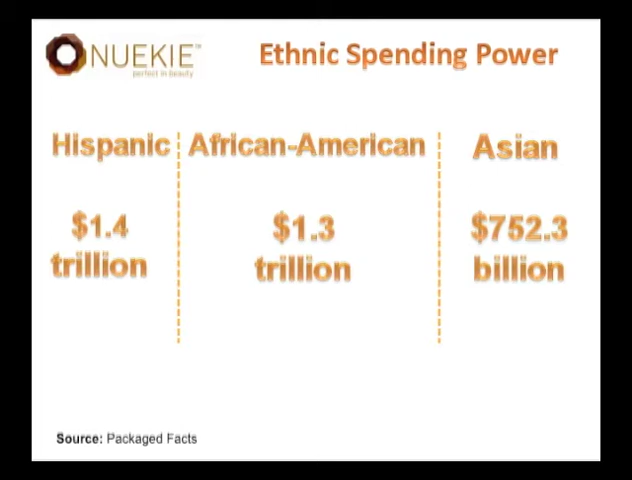 NUEKIE™
perfect in beauty
Ethnic Spending Power
Hispanic
African-American
Asian
$1.4
trillion
$1.3
trillion
$752.3
billion
Source: Packaged Facts